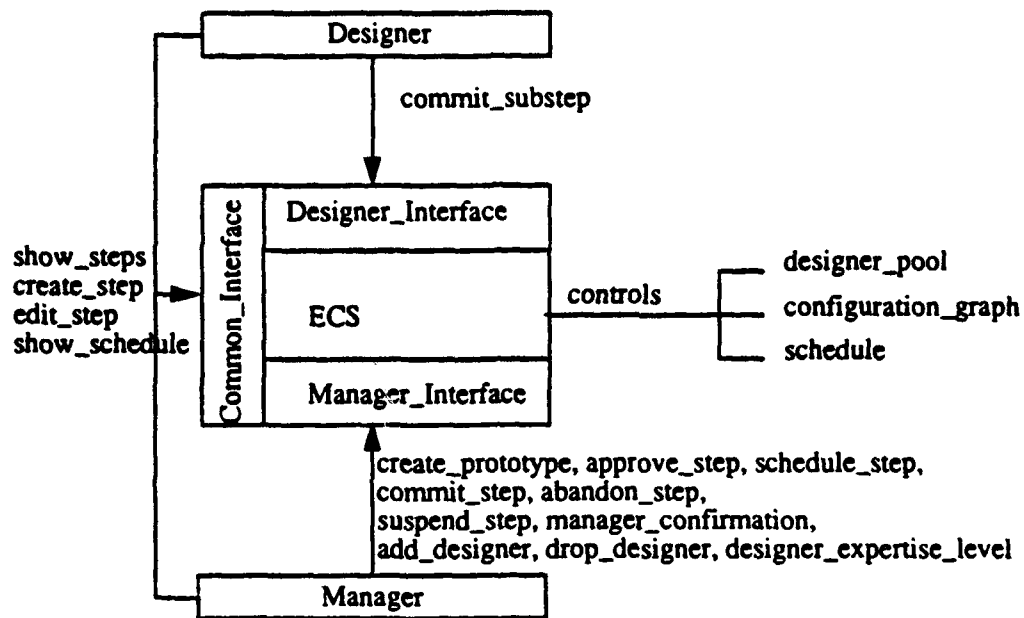 Designer
commit_substep
Designer_Interface
Common_Interface
show_steps
create_step
edit_step
show_schedule
ECS
controls
designer_pool
configuration_graph
schedule
Manager_Interface
create_prototype, approve_step, schedule_step,
commit_step, abandon_step,
suspend_step, manager_confirmation,
add_designer, drop_designer, designer_expertise_level
Manager